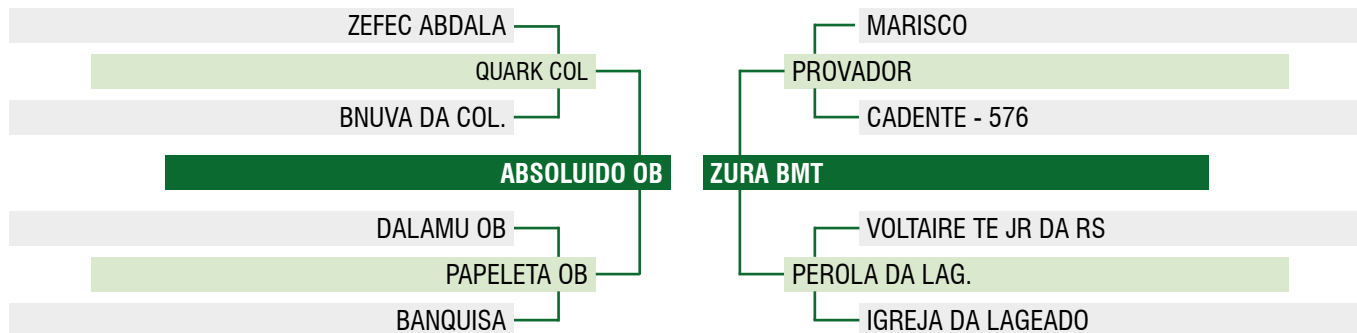 ZEFEC ABDALA
MARISCO
QUARK COL
PROVADOR
BNUVA DA COL.
CADENTE - 576
ABSOLUIDO OB
ZURA BMT
DALAMU OB
VOLTAIRE TE JR DA RS
PAPELETA OB
PEROLA DA LAG.
BANQUISA
IGREJA DA LAGEADO